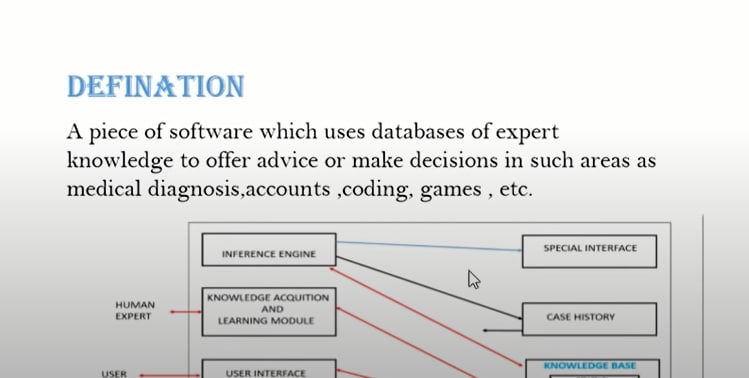 DEFINATION
A piece of software which uses databases of expert
knowledge to offer advice or make decisions in such areas as
medical diagnosis,accounts ,coding, games , etc.
INFERENCE ENGINE
SPECIAL INTERFACE
HUMAN
EXPERT
KNOWLEDGE ACQUITION
AND
LEARNING MODULE
CASE HISTORY
USER
USER INTERFACE
KNOWLEDGE BASE